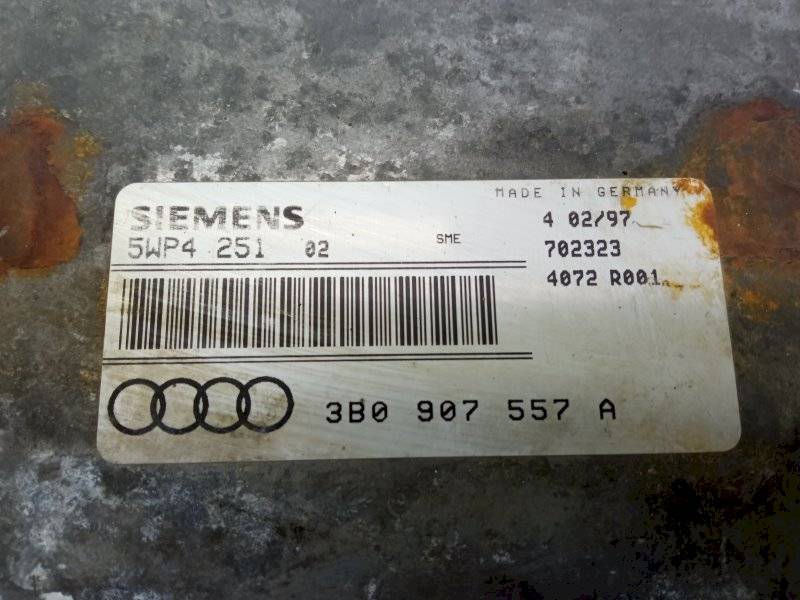 MADE IN GERMANY
SIEMENS
4 02/97
5WP4 251 02 SME
702323
4072 R001
3B0 907 557 A